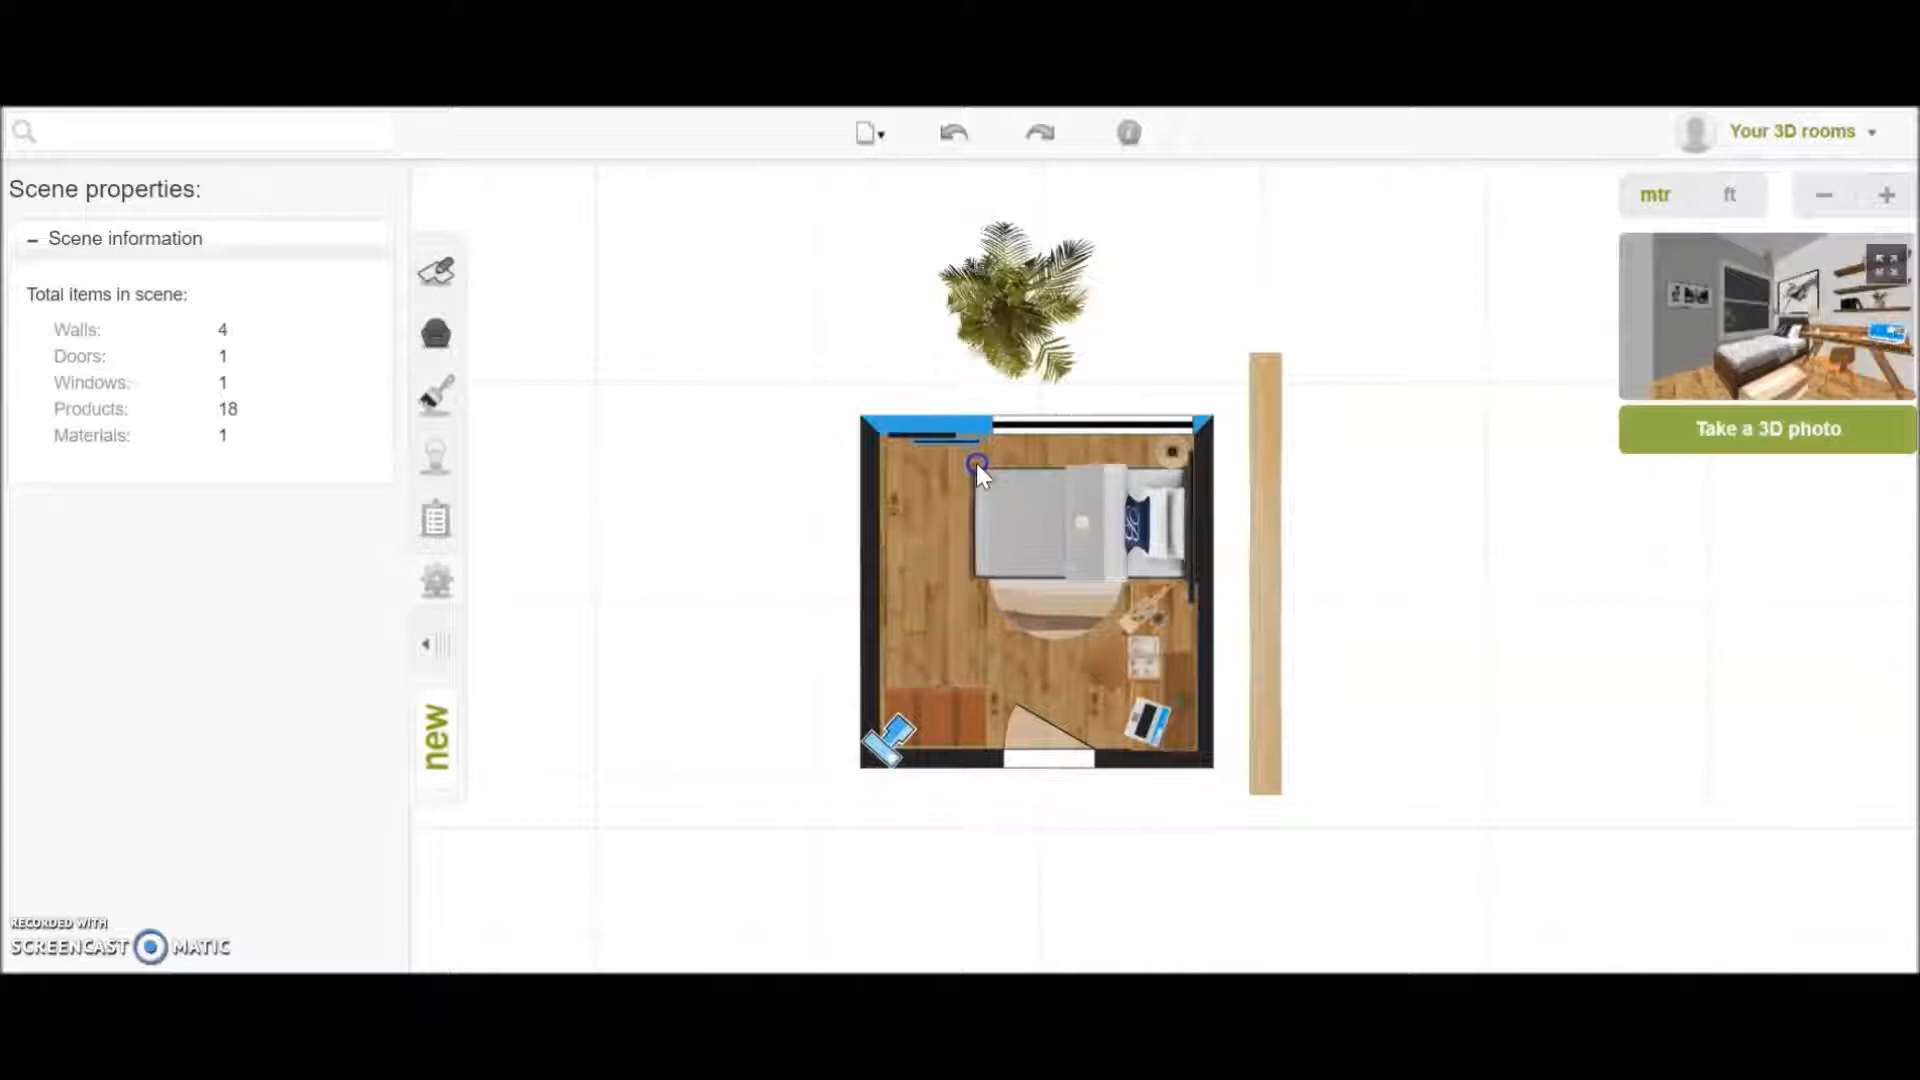 Your 3D rooms
Scene properties:
Scene information
mtr ft
Total items in scene:
Walls: 4
Doors: 1
Windows: 1
Products: 18
Materials: 1
Take a 3D photo
new
RECORDED WITH
SCREENCAST MATIC